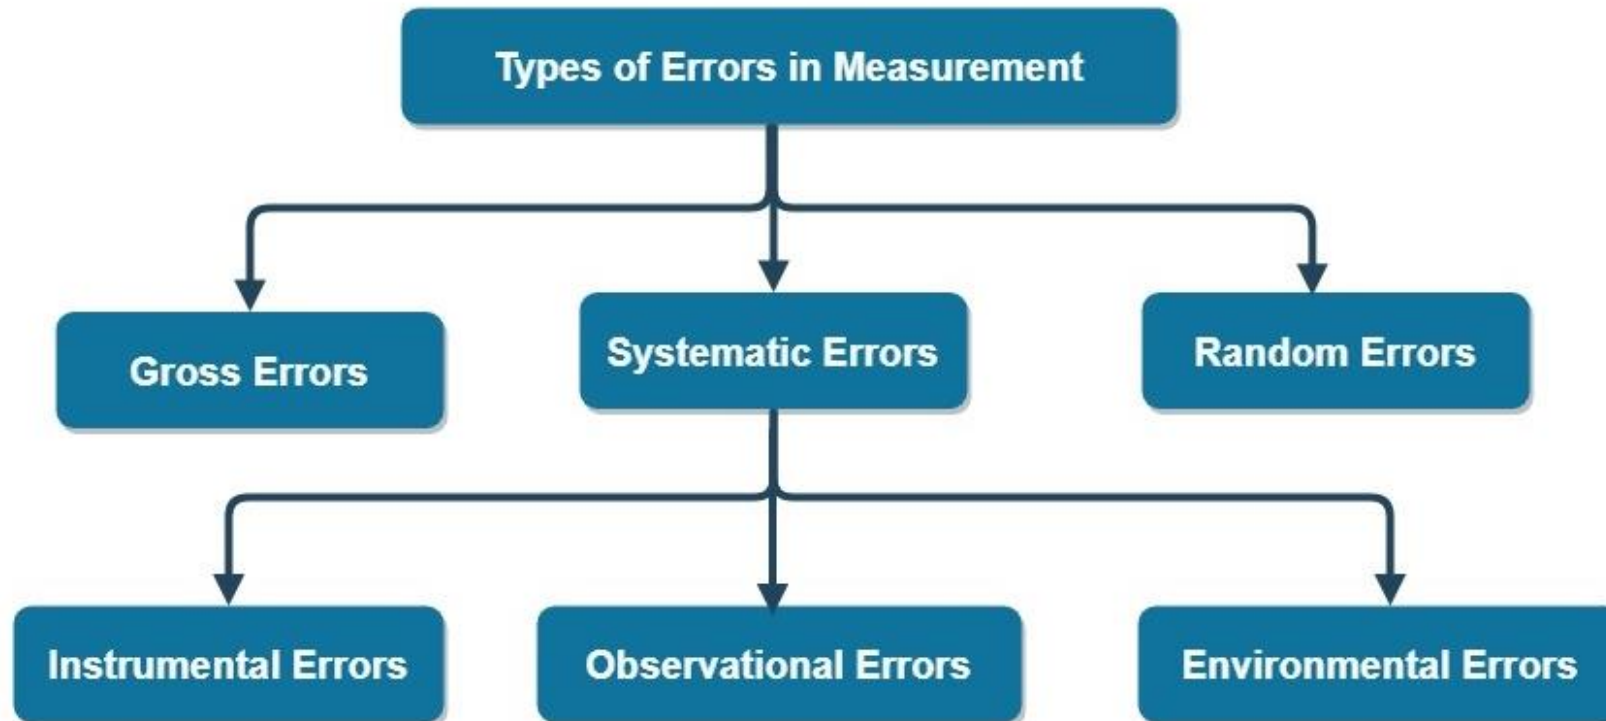 Types of Errors in Measurement
Gross Errors
Systematic Errors
Random Errors
Instrumental Errors
Observational Errors
Environmental Errors